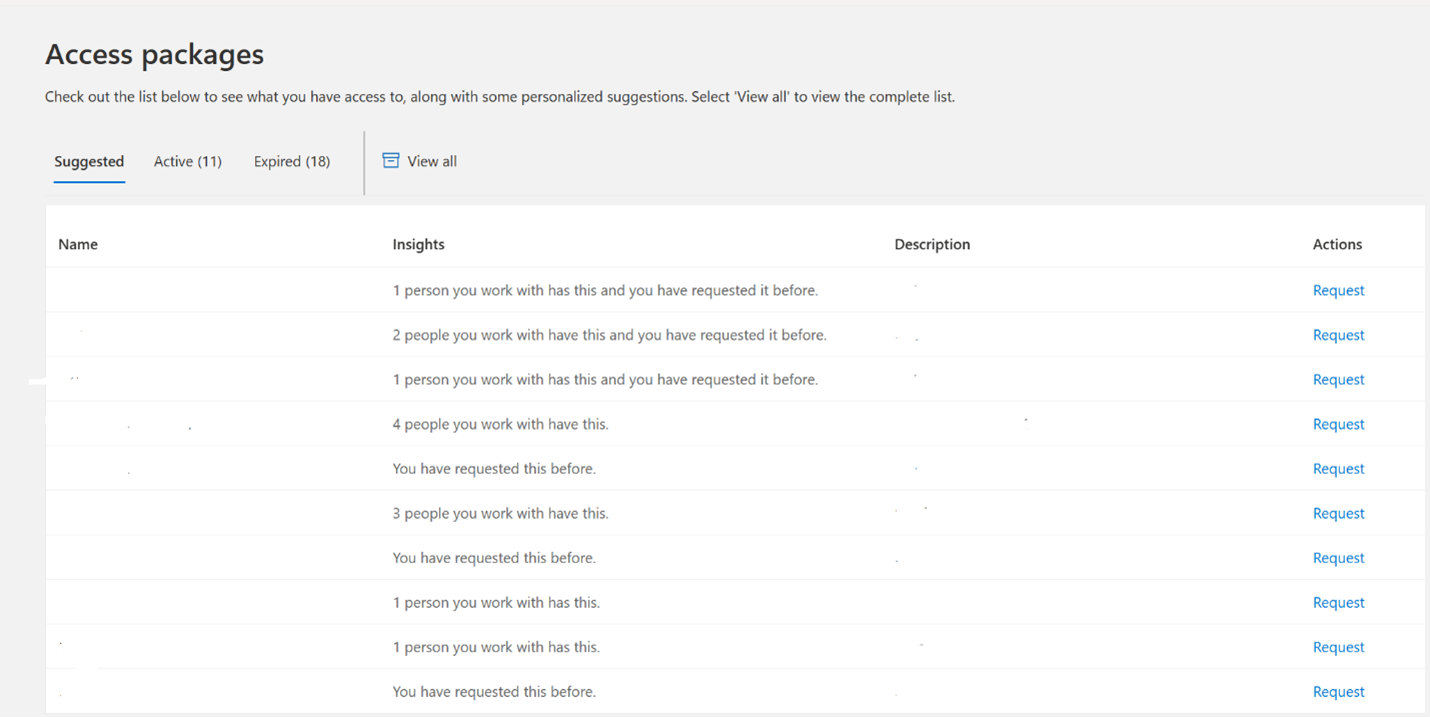 Access packages
Check out the list below to see what you have access to, along with some personalized suggestions. Select 'View all' to view the complete list.
Suggested Active (11) Expired (18) View all
Name Insights Description Actions
1 person you work with has this and you have requested it before. Request
2 people you work with have this and you have requested it before. Request
1 person you work with has this and you have requested it before. Request
4 people you work with have this. Request
You have requested this before. Request
3 people you work with have this. Request
You have requested this before. Request
1 person you work with has this. Request
1 person you work with has this. Request
You have requested this before. Request